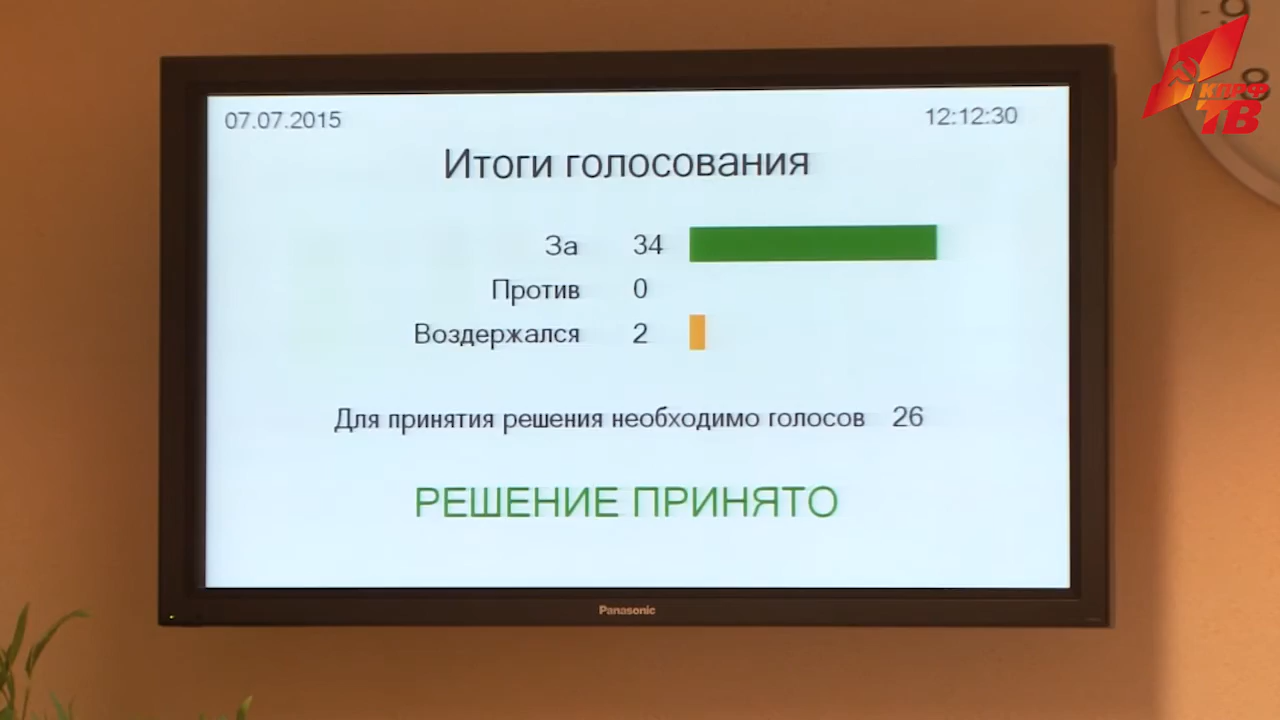 07.07.2015 12:12:30
Итоги голосования
За 34
Против 0
Воздержался 2
Для принятия решения необходимо голосов 26
РЕШЕНИЕ ПРИНЯТО
Panasonic
КПРФ
ТВ